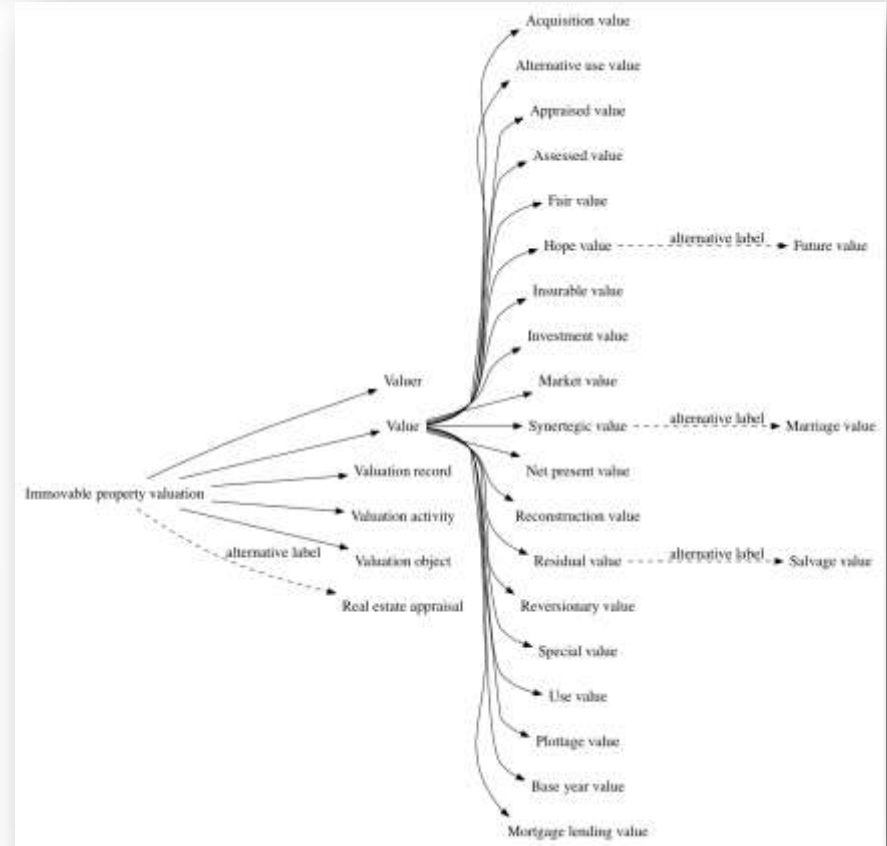 Acquisition value
Alternative use value
Appraised value
Assessed value
Fair value
Hope value
alternative label
Future value
Insurable value
Investment value
Valuer
Market value
Value
Synertegic value
alternative label
Marriage value
Valuation record
Net present value
Immovable property valuation
Valuation activity
Reconstruction value
alternative label
Valuation object
Residual value
alternative label
Salvage value
Real estate appraisal
Reversionary value
Special value
Use value
Plottage value
Base year value
Mortgage lending value